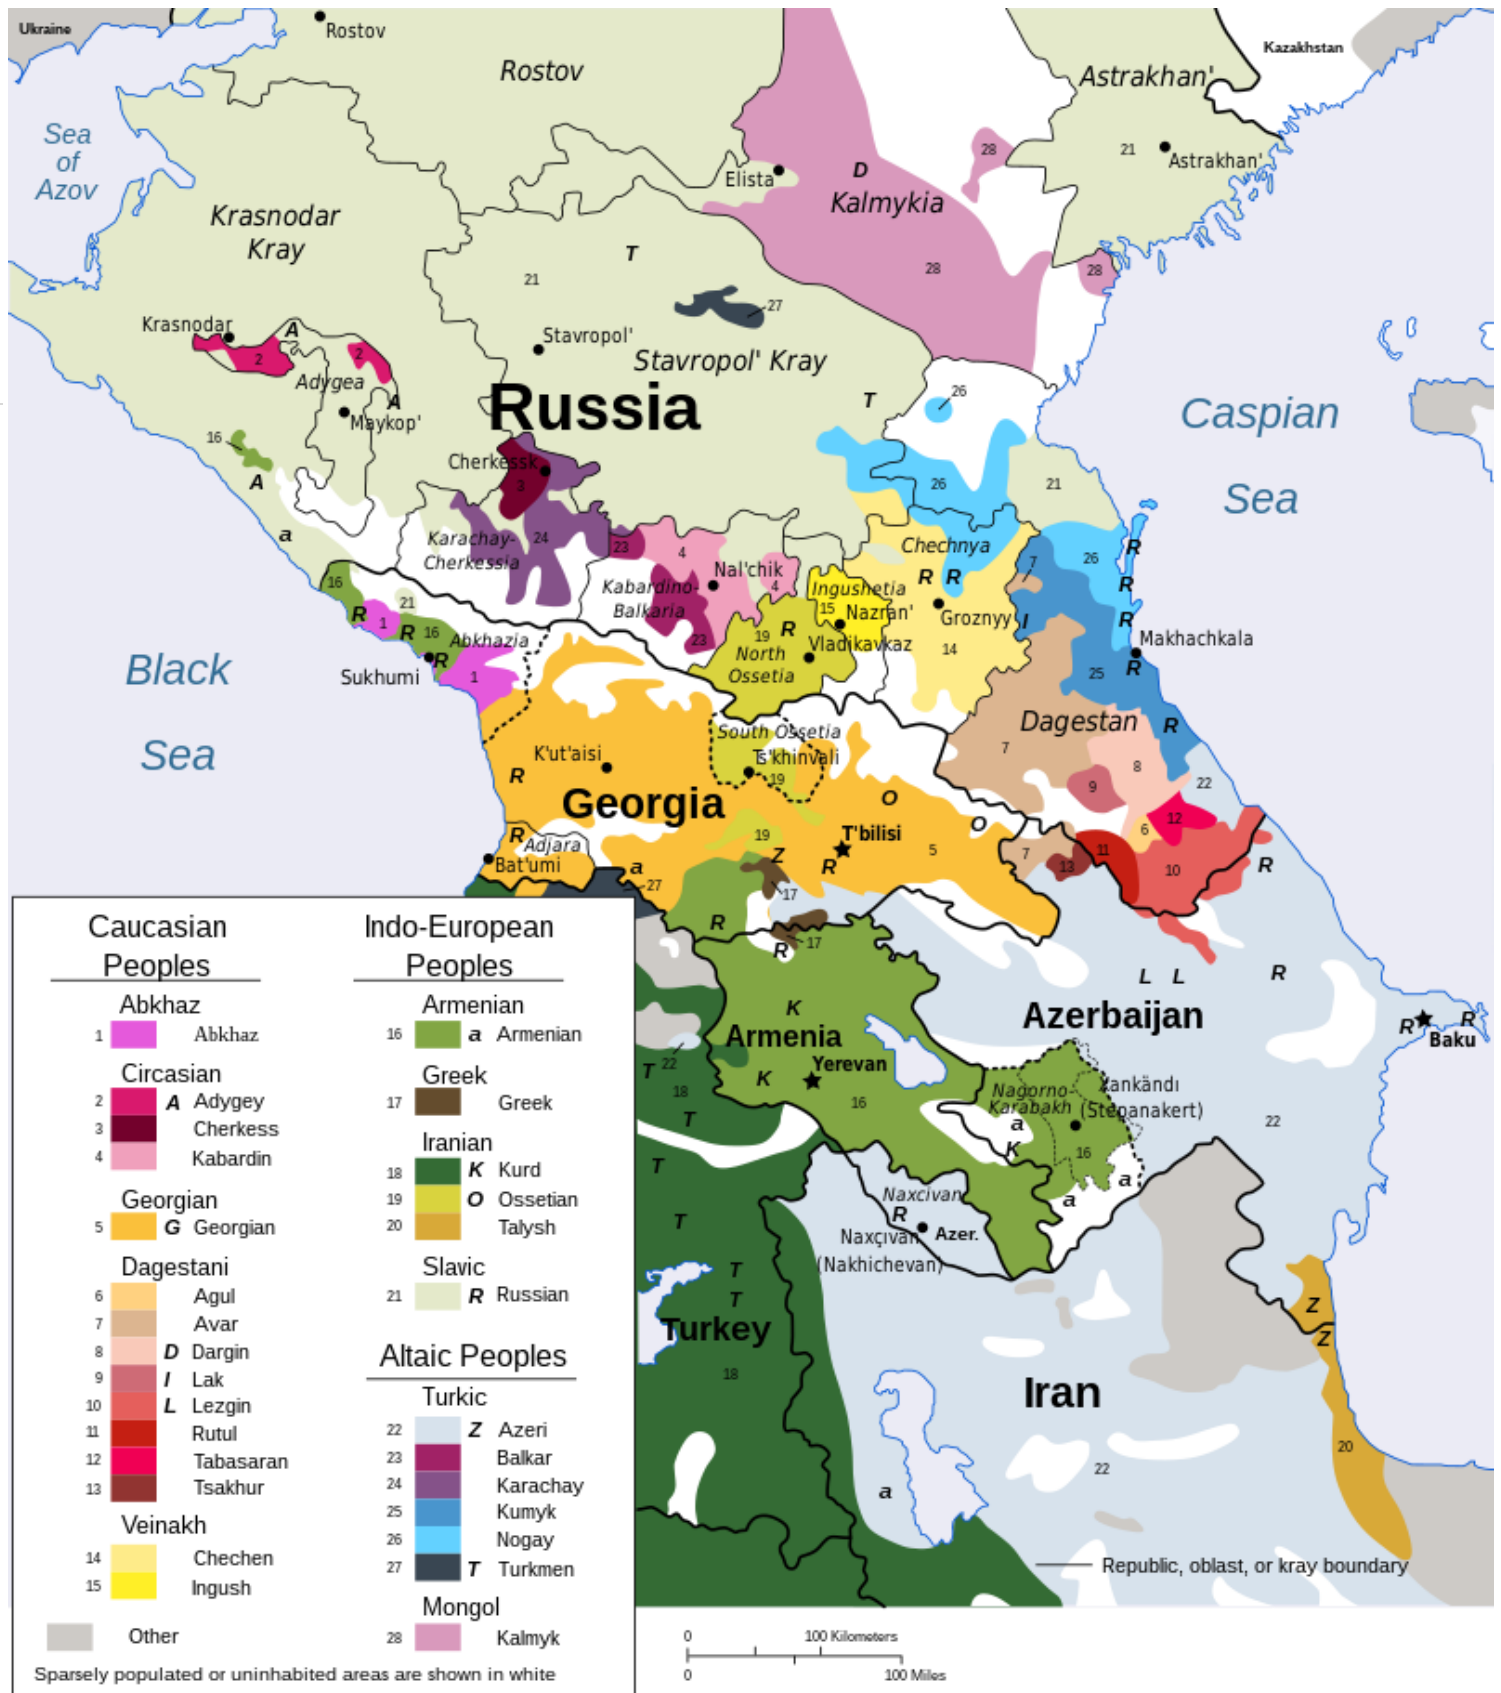 Ukraine
Rostov
Rostov
Kazakhstan
Astrakhan'
Sea
of
Azov
21
Astrakhan'
28
D
Elista
Kalmykia
Krasnodar
Kray
T
21
28
28
27
Krasnodar
A
Stavropol'
2
2
Stavropol' Kray
Adygea
A
Maykop'
Russia
T
26
Caspian
Sea
16
A
Cherkessk
3
26
21
a
Karachay-
Cherkessia
24
23
4
Chechnya
R
7
26
Nal'chik
4
Kabardino-
Balkaria
23
Ingushetia
15
Nazran'
R R
Groznyy
R
I
R
16
R
1
21
R
16
Abkhazia
R
Sukhumi
1
19
R
North
Ossetia
Vladikavkaz
14
Makhachkala
R
25
Black
Sea
South Ossetia
Ts'khinvali
19
Dagestan
7
R
K'ut'aisi
R
8
22
9
Georgia
O
O
12
6
R
Adjara
Bat'umi
19
Z
T'bilisi
R
5
7
13
11
10
R
a
27
17
R
17
R
L L
R
K
Armenia
Azerbaijan
R
R
Baku
Yerevan
K
T
22
18
T
16
Nagorno-
Karabakh
Xankändı
(Stepanakert)
a
K
16
22
T
a
a
Naxcivan
R
Naxçıvan
(Nakhichevan)
Azer.
T
T
T
Turkey
18
Z
Z
Iran
20
22
a
Republic, oblast, or kray boundary
0 100 Kilometers
0 100 Miles
Caucasian
Peoples
Abkhaz
1 Abkhaz
Circasian
2 A Adygey
3 Cherkess
4 Kabardin
Georgian
5 G Georgian
Dagestani
6 Agul
7 Avar
8 D Dargin
9 I Lak
10 L Lezgin
11 Rutul
12 Tabasaran
13 Tsakhur
Veinakh
14 Chechen
15 Ingush
Other
Indo-European
Peoples
Armenian
16 a Armenian
Greek
17 Greek
Iranian
18 K Kurd
19 O Ossetian
20 Talysh
Slavic
21 R Russian
Altaic Peoples
Turkic
22 Z Azeri
23 Balkar
24 Karachay
25 Kumyk
26 Nogay
27 T Turkmen
Mongol
28 Kalmyk
Sparsely populated or uninhabited areas are shown in white